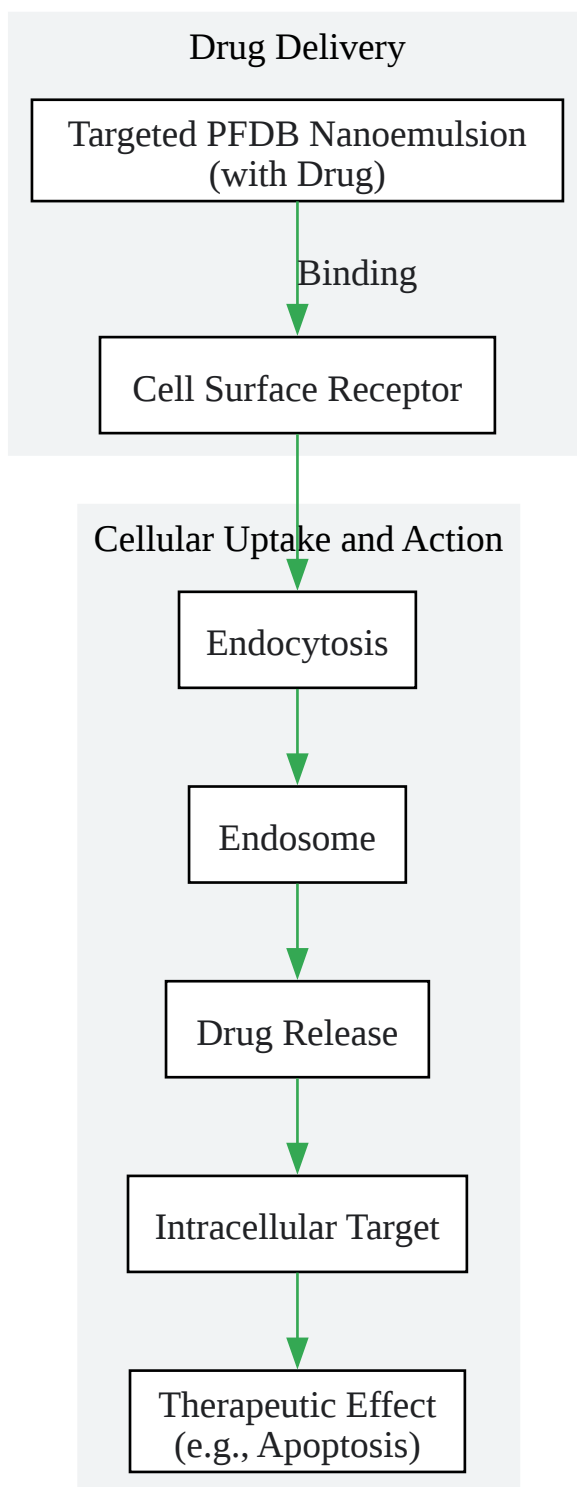 Drug Delivery
Targeted PFDB Nanoemulsion
(with Drug)
Binding
Cell Surface Receptor
Cellular Uptake and Action
Endocytosis
Endosome
Drug Release
Intracellular Target
Therapeutic Effect
(e.g., Apoptosis)